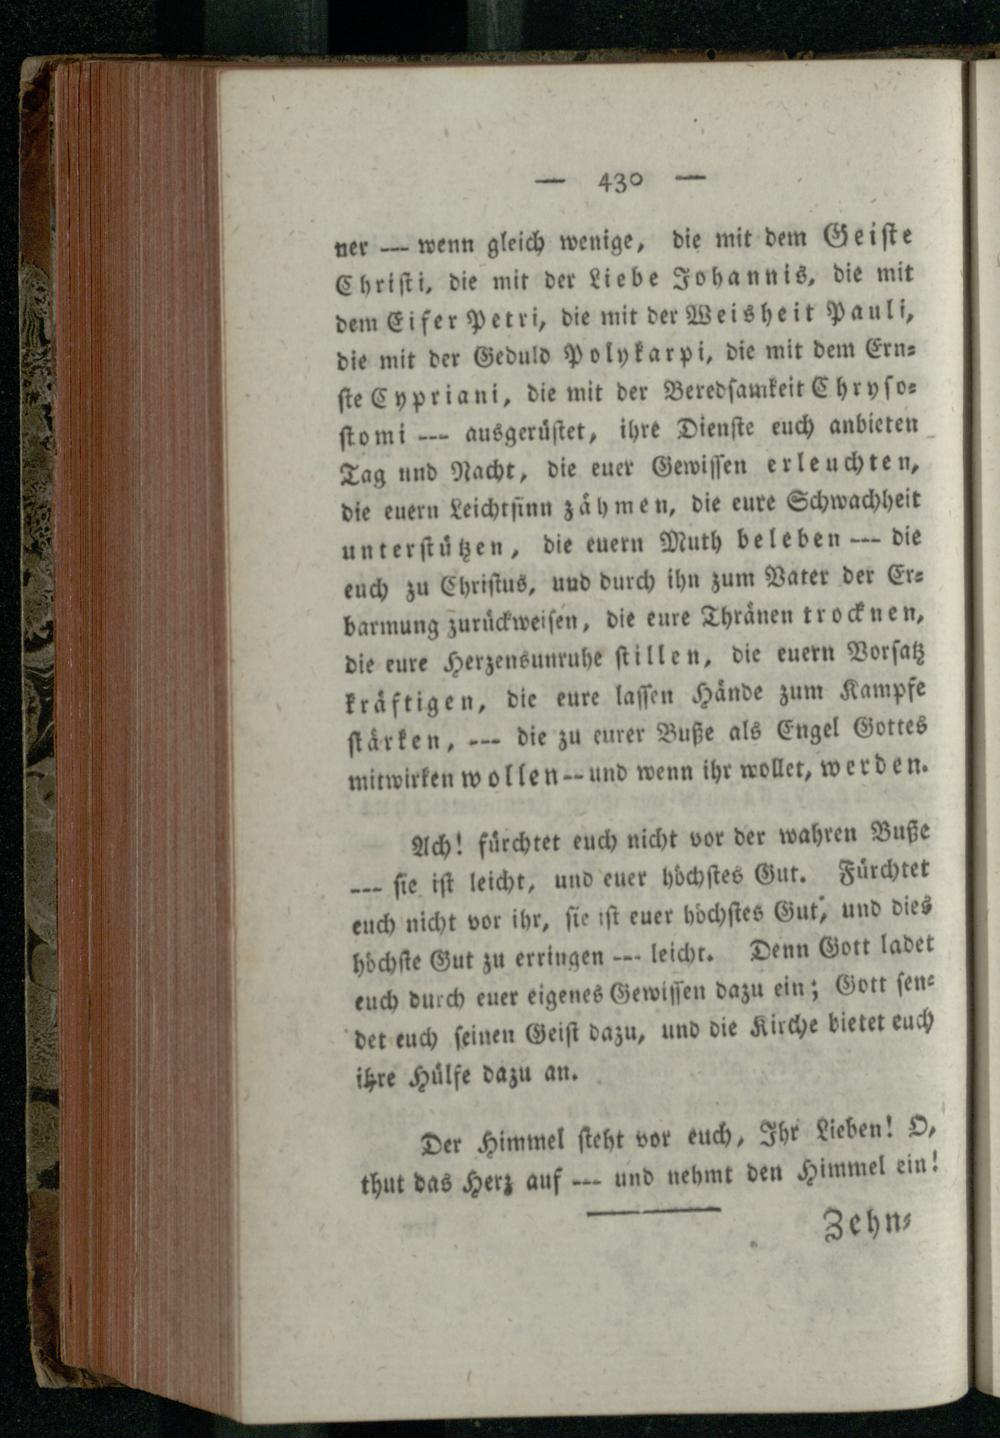 — 430 —
ner --- wenn gleich wenige, die mit dem Geiste
Christi, die mit der Liebe Johannis, die mit
dem Eifer Petri, die mit der Weisheit Pauli,
die mit der Geduld Polykarpi, die mit dem Ern=
ste Cypriani, die mit der Beredsamkeit Chryso=
stomi --- ausgerüstet, ihre Dienste euch anbieten
Tag und Nacht, die euer Gewissen erleuchten,
die euern Leichtsinn zähmen, die eure Schwachheit
unterstützen, die euern Muth beleben --- die
euch zu Christus, und durch ihn zum Vater der Er=
barmung zurückweisen, die eure Thränen trocknen,
die eure Herzensunruhe stillen, die euern Vorsatz
kräftigen, die eure lassen Hände zum Kampfe
stärken, --- die zu eurer Buße als Engel Gottes
mitwirken wollen -- und wenn ihr wollet, werden.
Ach! fürchtet euch nicht vor der wahren Buße
--- sie ist leicht, und euer höchstes Gut. Fürchtet
euch nicht vor ihr, sie ist euer höchstes Gut, und dies
höchste Gut zu erringen --- leicht. Denn Gott ladet
euch durch euer eigenes Gewissen dazu ein; Gott sen=
det euch seinen Geist dazu, und die Kirche bietet euch
ihre Hülfe dazu an.
Der Himmel steht vor euch, Ihr Lieben! O,
thut das Herz auf --- und nehmt den Himmel ein!
Zehn=